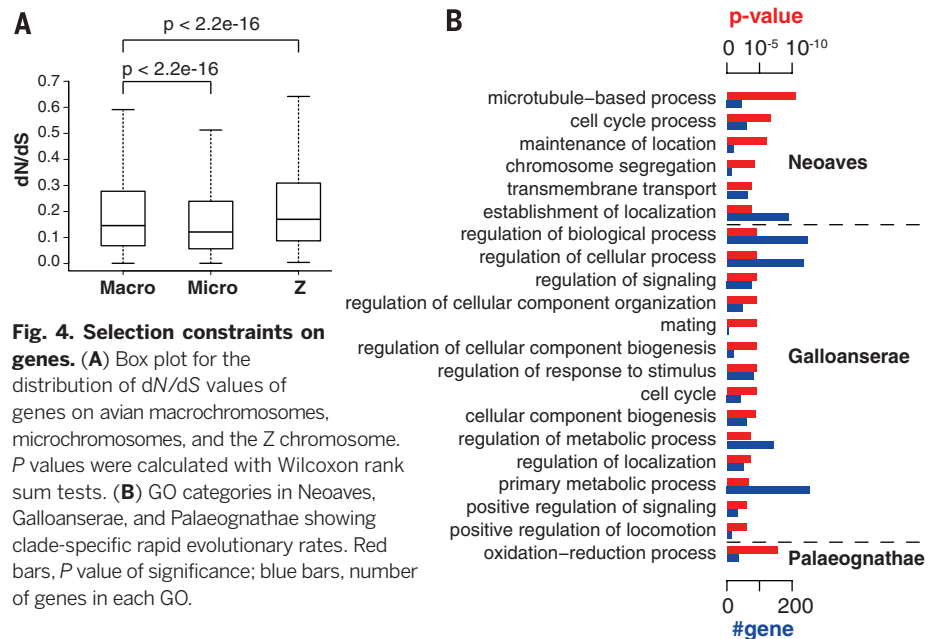 A
p < 2.2e-16
p < 2.2e-16
dN/dS
0.7
0.6
0.5
0.4
0.3
0.2
0.1
0.0
Macro Micro Z
Fig. 4. Selection constraints on
genes. (A) Box plot for the
distribution of dN/dS values of
genes on avian macrochromosomes,
microchromosomes, and the Z chromosome.
P values were calculated with Wilcoxon rank
sum tests. (B) GO categories in Neoaves,
Galloanserae, and Palaeognathae showing
clade-specific rapid evolutionary rates. Red
bars, P value of significance; blue bars, number
of genes in each GO.
B
p-value
0 10⁻⁵ 10⁻¹⁰
microtubule−based process
cell cycle process
maintenance of location
chromosome segregation
transmembrane transport
establishment of localization
Neoaves
regulation of biological process
regulation of cellular process
regulation of signaling
regulation of cellular component organization
mating
regulation of cellular component biogenesis
regulation of response to stimulus
cell cycle
cellular component biogenesis
regulation of metabolic process
regulation of localization
primary metabolic process
positive regulation of signaling
positive regulation of locomotion
Galloanserae
oxidation−reduction process
Palaeognathae
0 200
#gene